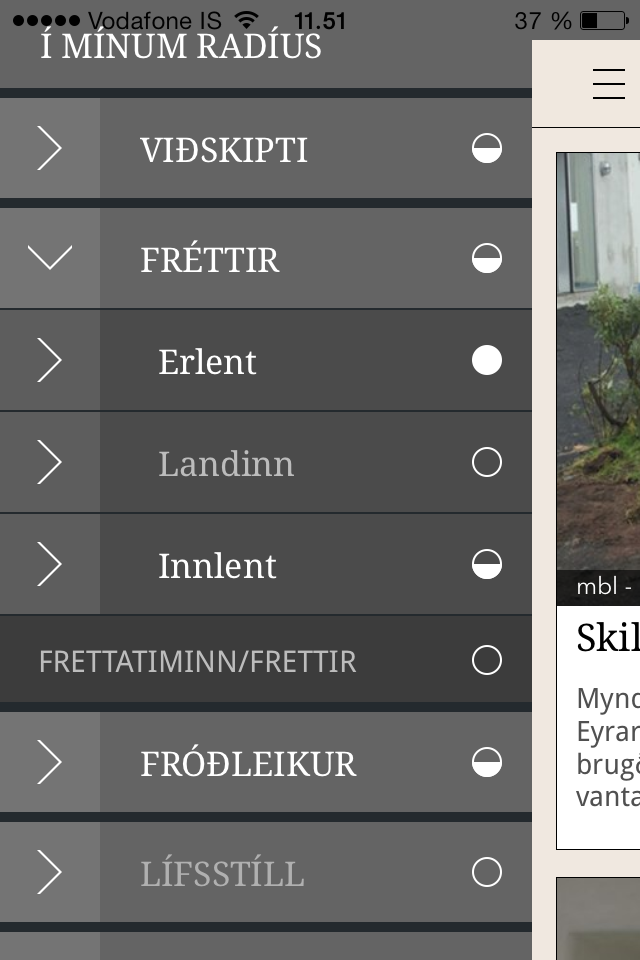 Vodafone IS 11.51 37 %
Í MÍNUM RADÍUS
VIÐSKIPTI
FRÉTTIR
Erlent
Landinn
Innlent
FRETTATIMINN/FRETTIR
FRÓÐLEIKUR
LÍFSSTÍLL
mbl -
Skil
Mynd
Eyrar
brugð
vanta